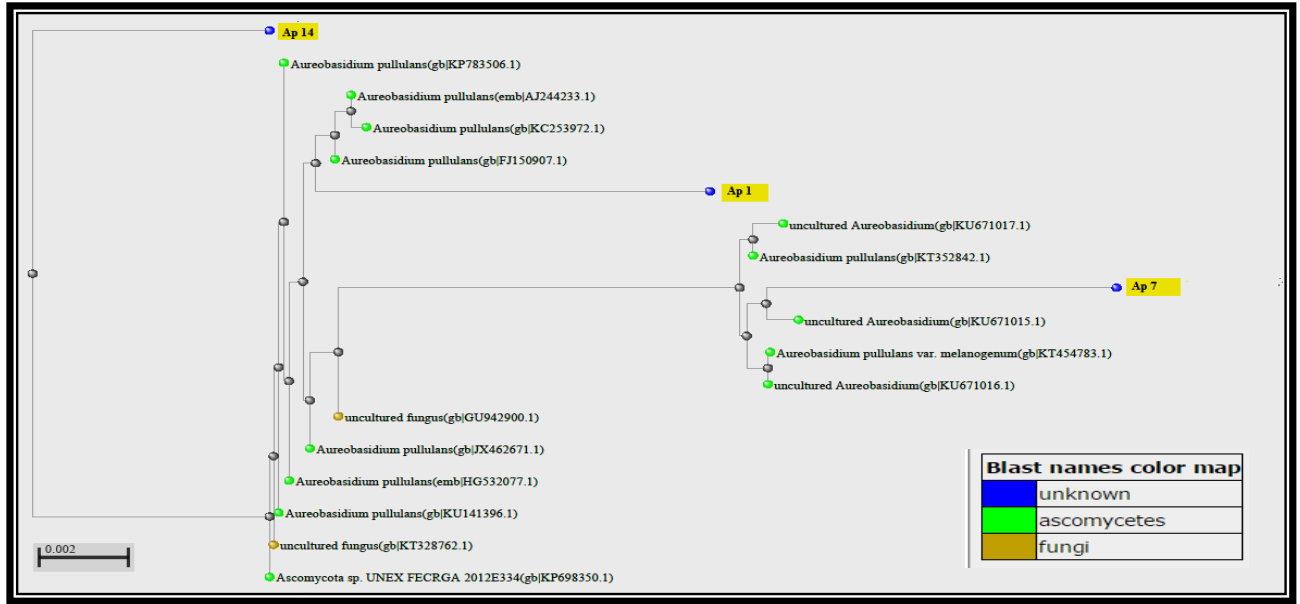 Ap 14
Aureobasidium pullulans(gb|KP783506.1)
Aureobasidium pullulans(emb|AJ244233.1)
Aureobasidium pullulans(gb|KC253972.1)
Aureobasidium pullulans(gb|FJ150907.1)
Ap 1
uncultured Aureobasidium(gb|KU671017.1)
Aureobasidium pullulans(gb|KT352842.1)
Ap 7
uncultured Aureobasidium(gb|KU671015.1)
Aureobasidium pullulans var. melanogenum(gb|KT454783.1)
uncultured Aureobasidium(gb|KU671016.1)
uncultured fungus(gb|GU942900.1)
Aureobasidium pullulans(gb|JX462671.1)
Aureobasidium pullulans(emb|HG532077.1)
Aureobasidium pullulans(gb|KU141396.1)
uncultured fungus(gb|KT328762.1)
Ascomycota sp. UNEX FECRGA 2012E334(gb|KP698350.1)
0.002
Blast names color map
unknown
ascomycetes
fungi